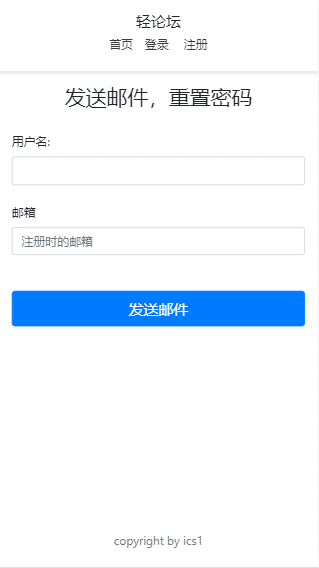 轻论坛
首页 登录 注册
发送邮件，重置密码
用户名:
邮箱
注册时的邮箱
发送邮件
copyright by ics1